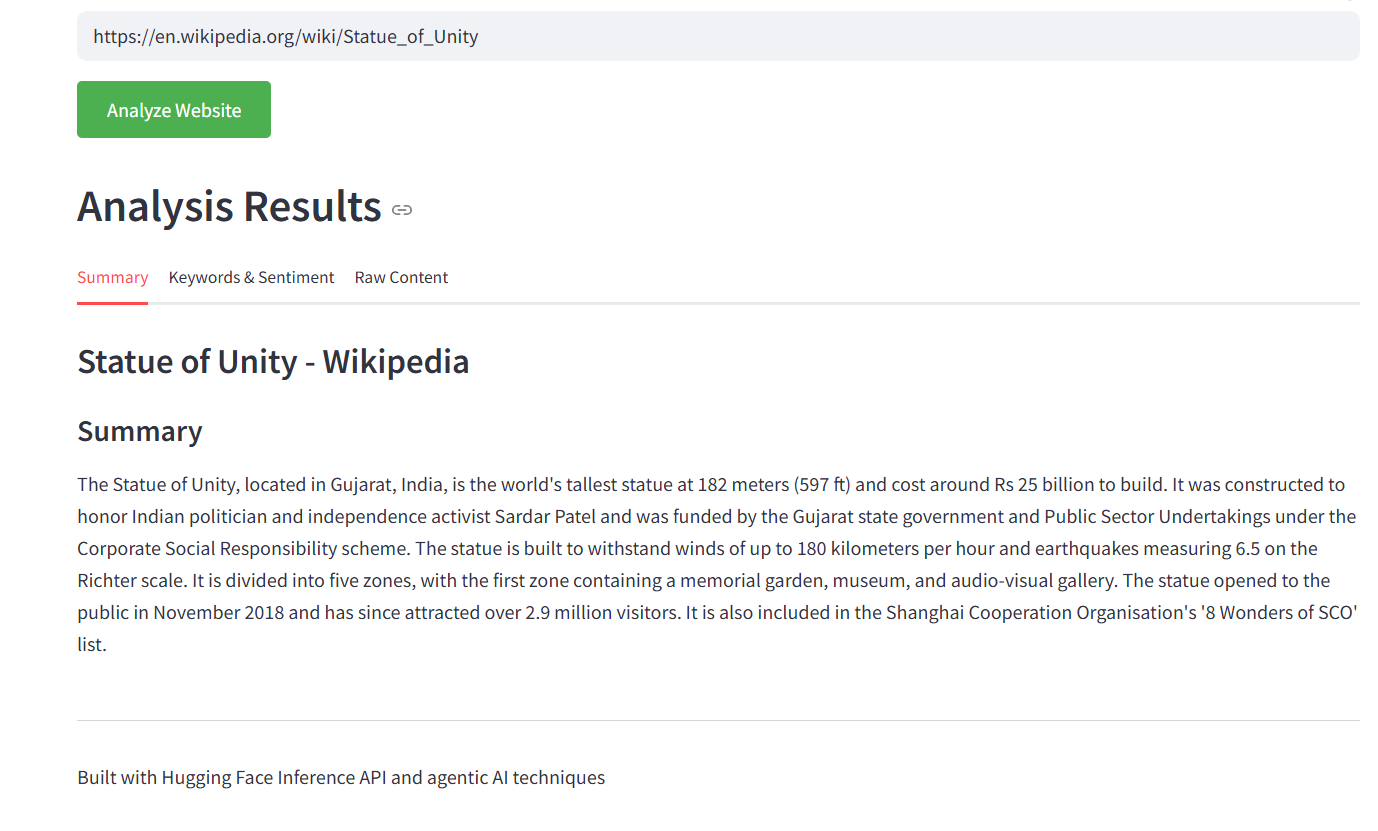 https://en.wikipedia.org/wiki/Statue_of_Unity
Analyze Website
Analysis Results
Summary Keywords & Sentiment Raw Content
Statue of Unity - Wikipedia
Summary
The Statue of Unity, located in Gujarat, India, is the world's tallest statue at 182 meters (597 ft) and cost around Rs 25 billion to build. It was constructed to
honor Indian politician and independence activist Sardar Patel and was funded by the Gujarat state government and Public Sector Undertakings under the
Corporate Social Responsibility scheme. The statue is built to withstand winds of up to 180 kilometers per hour and earthquakes measuring 6.5 on the
Richter scale. It is divided into five zones, with the first zone containing a memorial garden, museum, and audio-visual gallery. The statue opened to the
public in November 2018 and has since attracted over 2.9 million visitors. It is also included in the Shanghai Cooperation Organisation's '8 Wonders of SCO'
list.
Built with Hugging Face Inference API and agentic AI techniques